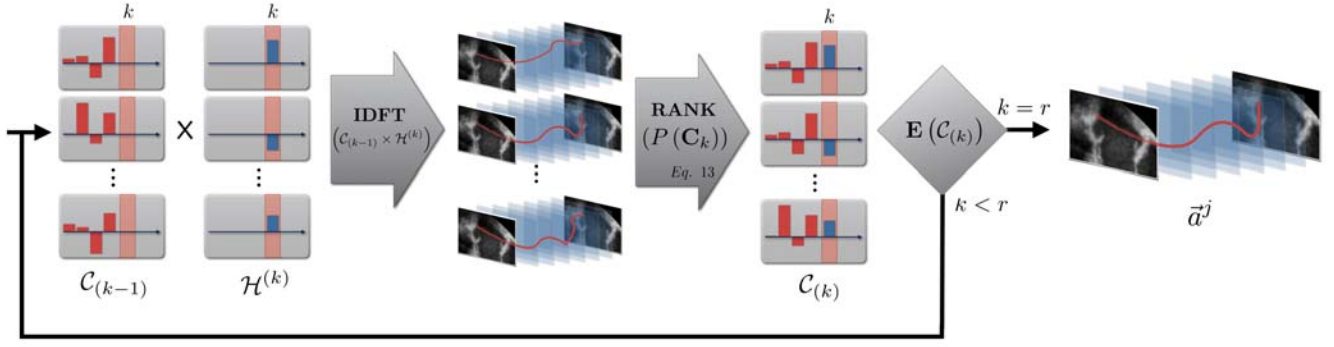 k
k
×
⋮
⋮
𝒞₍ₖ₋₁₎
ℋ⁽ᵏ⁾
IDFT
(𝒞₍ₖ₋₁₎ × ℋ⁽ᵏ⁾)
⋮
RANK
(P (𝐂ₖ))
Eq. 13
k
⋮
𝒞₍ₖ₎
E (𝒞₍ₖ₎)
k = r
k < r
a⃗ʲ